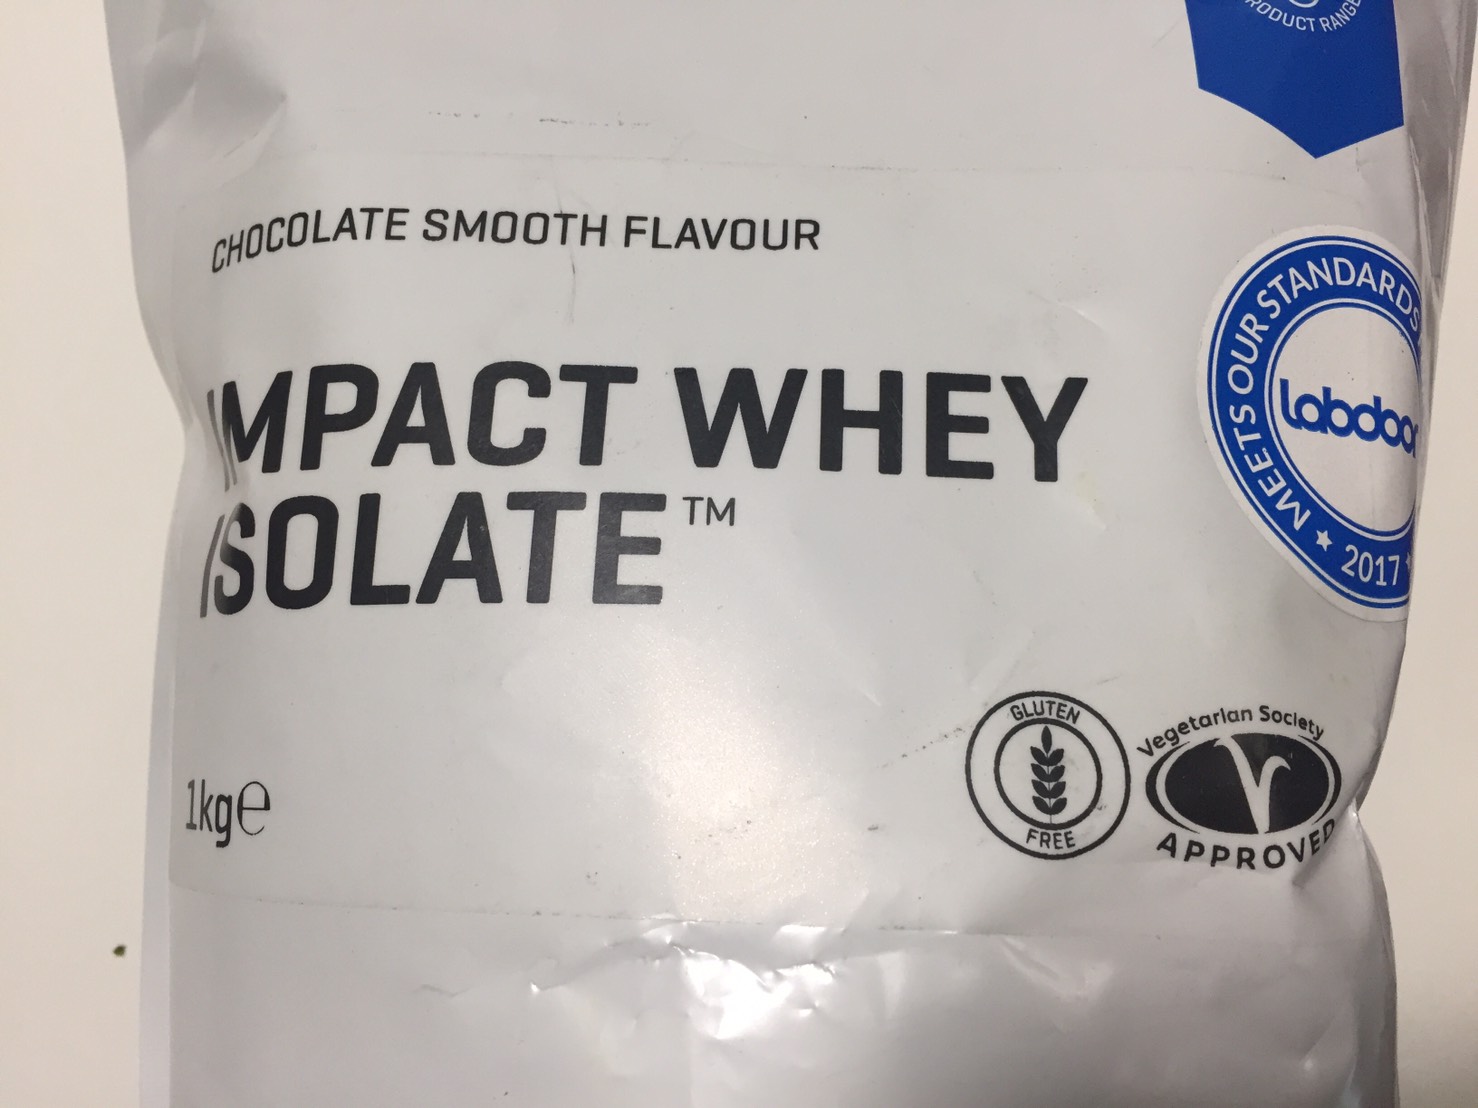 PRODUCT RANGE
CHOCOLATE SMOOTH FLAVOUR
IMPACT WHEY
ISOLATE™
MEETS OUR STANDARDS
labdoor
★ 2017 ★
1kg℮
GLUTEN
FREE
Vegetarian Society
APPROVED